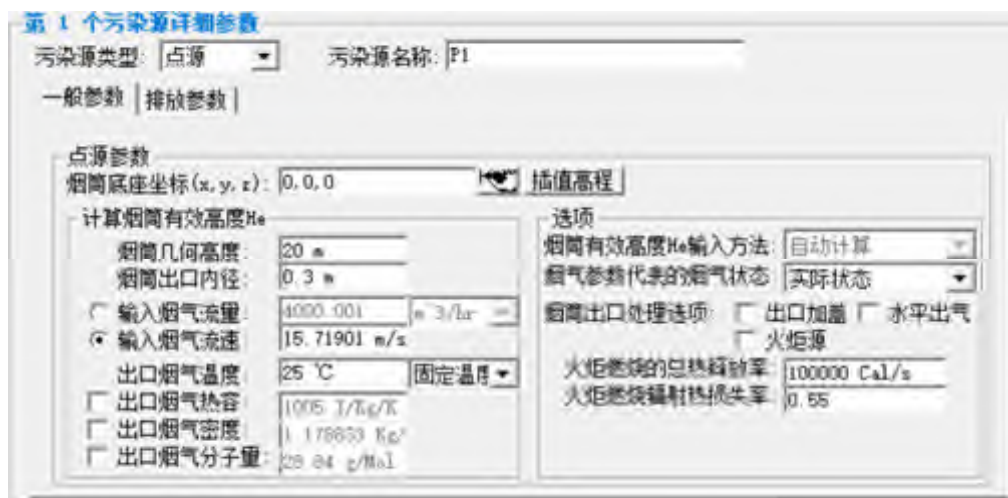 第 1 个污染源详细参数
污染源类型: 点源 污染源名称: P1
一般参数 排放参数
点源参数
烟筒底座坐标(x,y,z): 0,0,0 插值高程
计算烟筒有效高度He
烟筒几何高度: 20 m
烟筒出口内径: 0.3 m
输入烟气流量: 4000.001 m^3/hr
输入烟气流速: 15.71901 m/s
出口烟气温度: 25 ℃ 固定温度
出口烟气热容: 1005 J/Kg/K
出口烟气密度: 1.178853 Kg/
出口烟气分子量: 28.84 g/Mol
选项
烟筒有效高度He输入方法: 自动计算
烟气参数代表的烟气状态: 实际状态
烟筒出口处理选项: 出口加盖 水平出气
火炬源
火炬燃烧的总热释放率: 100000 Cal/s
火炬燃烧辐射热损失率: 0.55